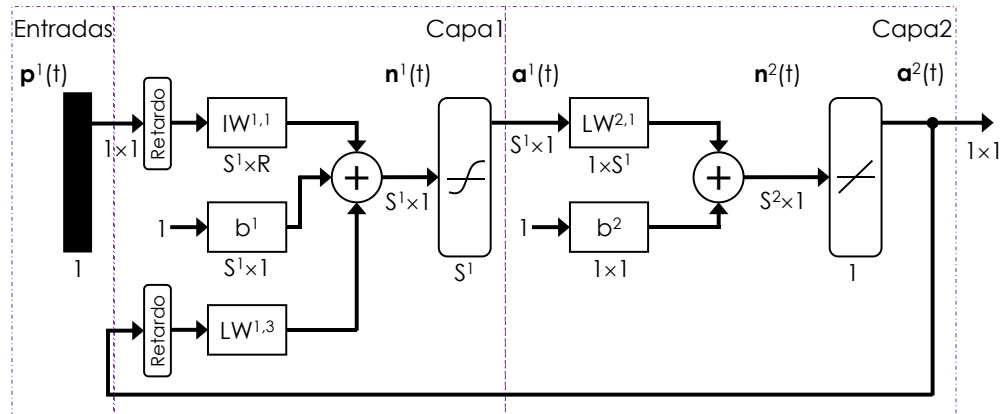 Entradas
Capa1
Capa2
p¹(t)
n¹(t)
a¹(t)
n²(t)
a²(t)
Retardo
IW¹,¹
LW²,¹
1×1
S¹×R
S¹×1
1×S¹
1×1
+
+
S¹×1
S²×1
1
b¹
1
b²
1
S¹×1
S¹
1×1
1
Retardo
LW¹,³